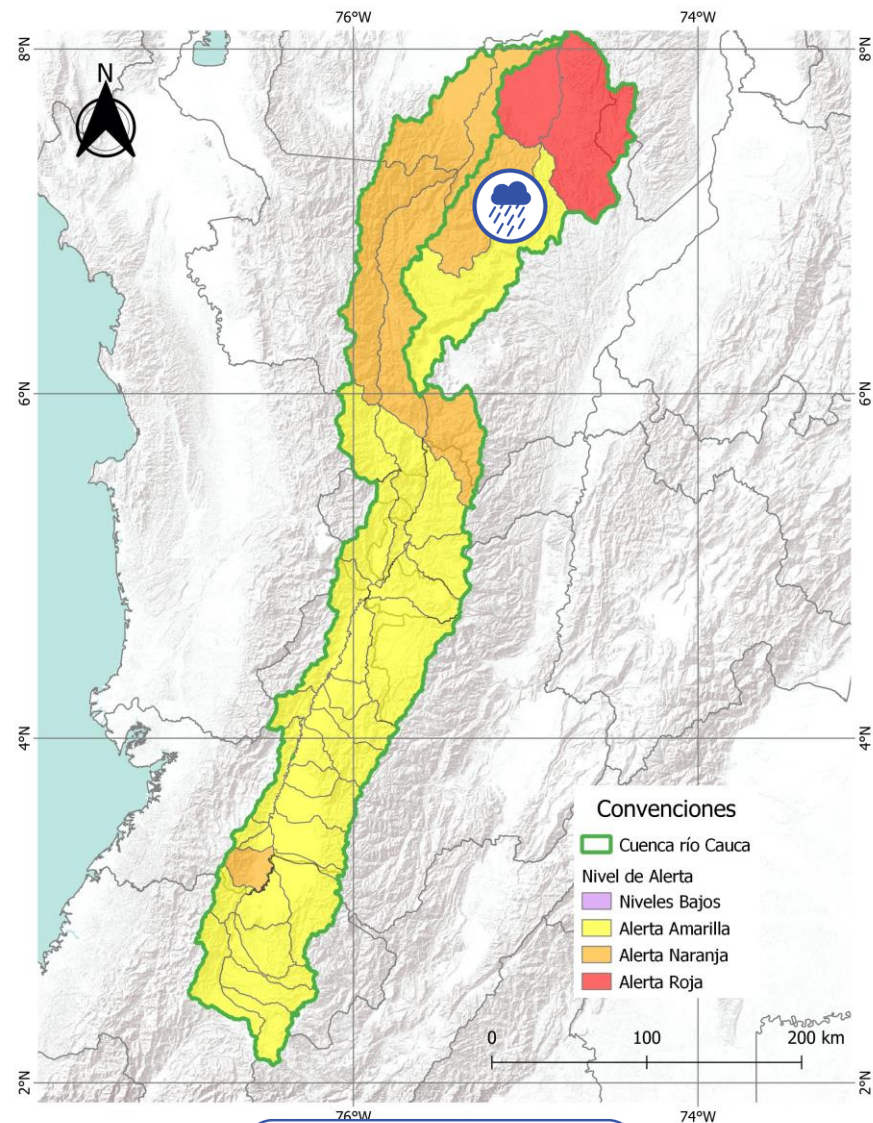 76°W 74°W
8°N 8°N
N
6°N 6°N
4°N 4°N
Convenciones
Cuenca río Cauca
Nivel de Alerta
Niveles Bajos
Alerta Amarilla
Alerta Naranja
Alerta Roja
0 100 200 km
2°N 2°N
76°W 74°W